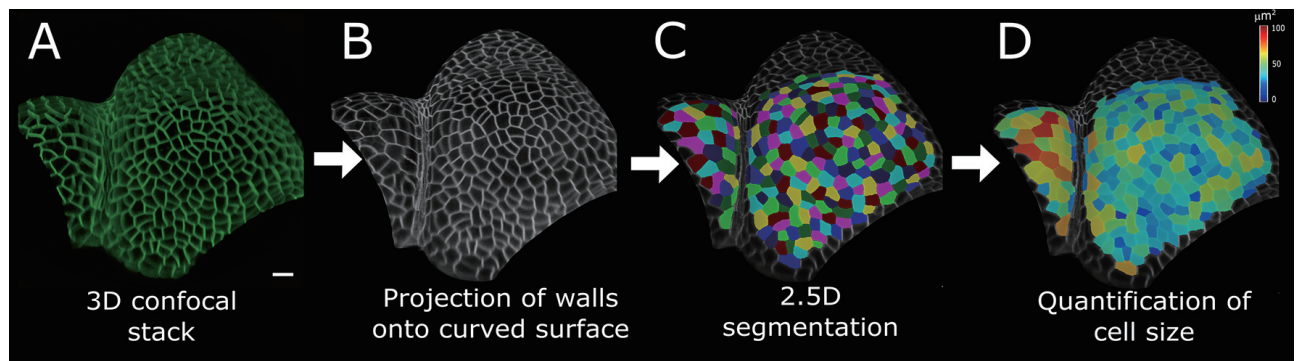 A
B
C
D
μm²
100
50
0
3D confocal
stack
Projection of walls
onto curved surface
2.5D
segmentation
Quantification of
cell size